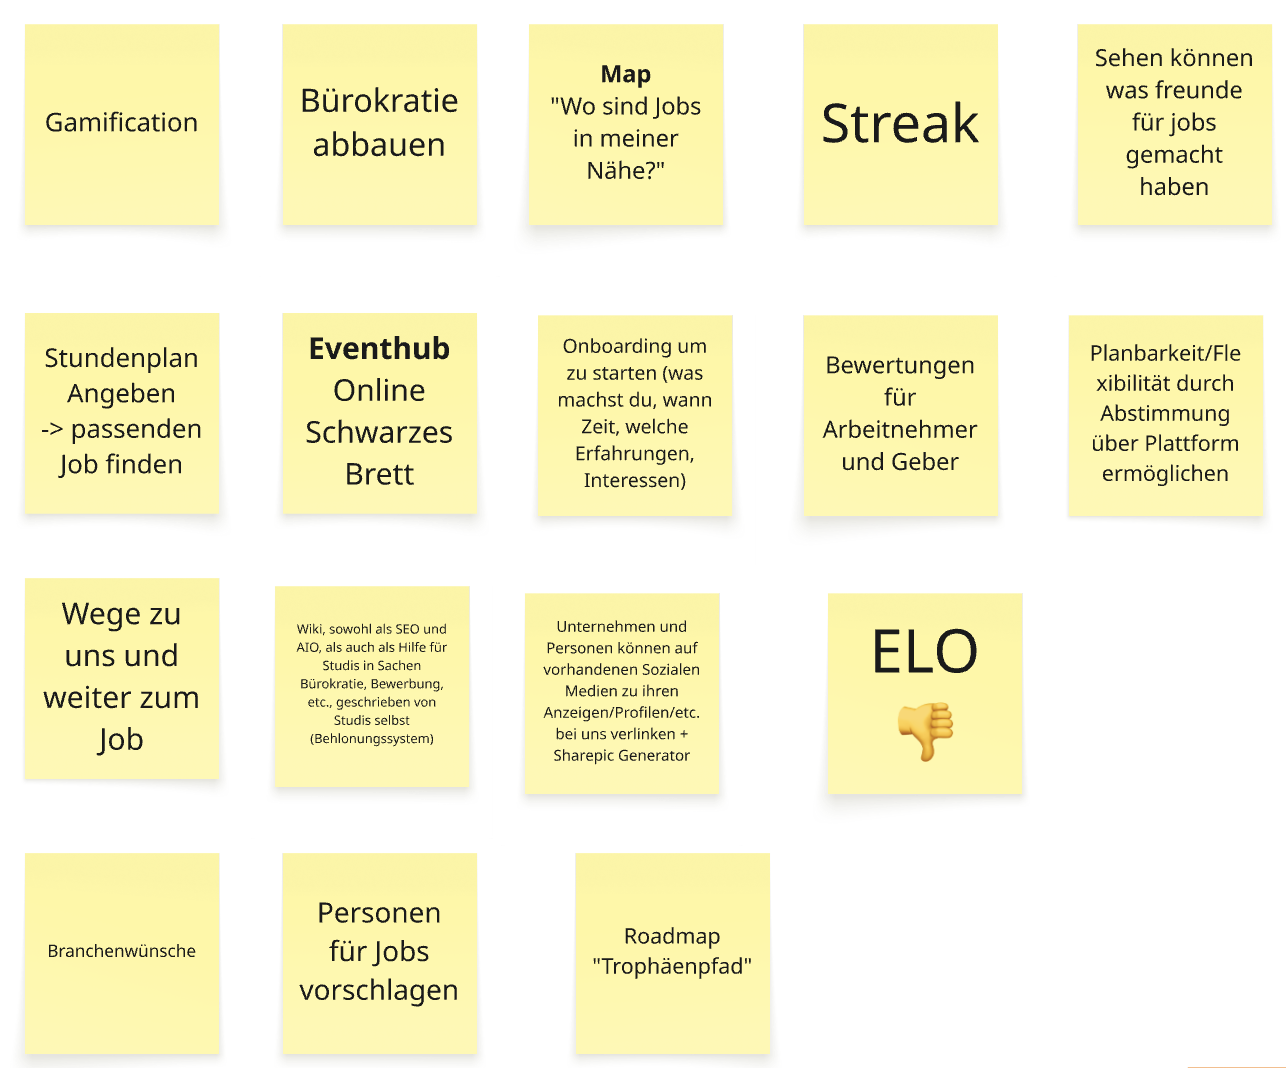 Gamification
Bürokratie
abbauen
Map
"Wo sind Jobs
in meiner
Nähe?"
Streak
Sehen können
was freunde
für jobs
gemacht
haben
Stundenplan
Angeben
-> passenden
Job finden
Eventhub
Online
Schwarzes
Brett
Onboarding um
zu starten (was
machst du, wann
Zeit, welche
Erfahrungen,
Interessen)
Bewertungen
für
Arbeitnehmer
und Geber
Planbarkeit/Fle
xibilität durch
Abstimmung
über Plattform
ermöglichen
Wege zu
uns und
weiter zum
Job
Wiki, sowohl als SEO und
AIO, als auch als Hilfe für
Studis in Sachen
Bürokratie, Bewerbung,
etc., geschrieben von
Studis selbst
(Behlonungssystem)
Unternehmen und
Personen können auf
vorhandenen Sozialen
Medien zu ihren
Anzeigen/Profilen/etc.
bei uns verlinken +
Sharepic Generator
ELO
👎
Branchenwünsche
Personen
für Jobs
vorschlagen
Roadmap
"Trophäenpfad"